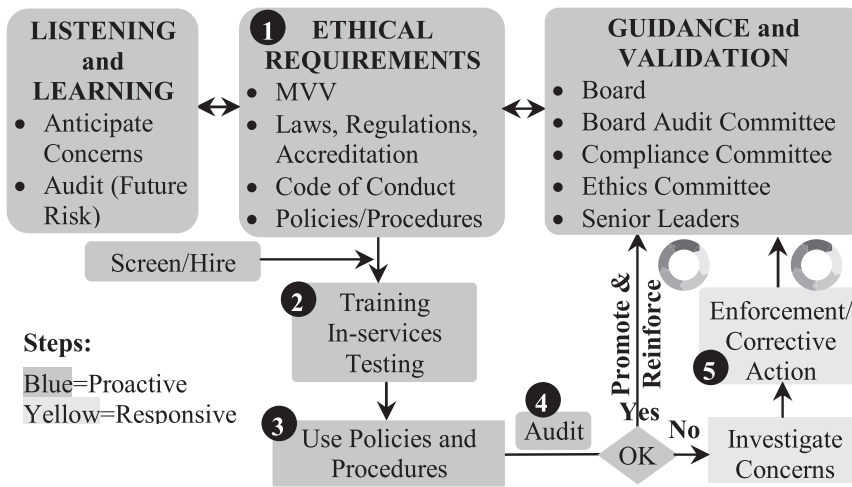 LISTENING
and
LEARNING
• Anticipate
Concerns
• Audit (Future
Risk)
1 ETHICAL
REQUIREMENTS
• MVV
• Laws, Regulations,
Accreditation
• Code of Conduct
• Policies/Procedures
GUIDANCE and
VALIDATION
• Board
• Board Audit Committee
• Compliance Committee
• Ethics Committee
• Senior Leaders
Screen/Hire
2 Training
In-services
Testing
Steps:
Blue=Proactive
Yellow=Responsive
3 Use Policies and
Procedures
4
Audit
OK
Yes
Promote &
Reinforce
No
Investigate
Concerns
Enforcement/
Corrective
5 Action